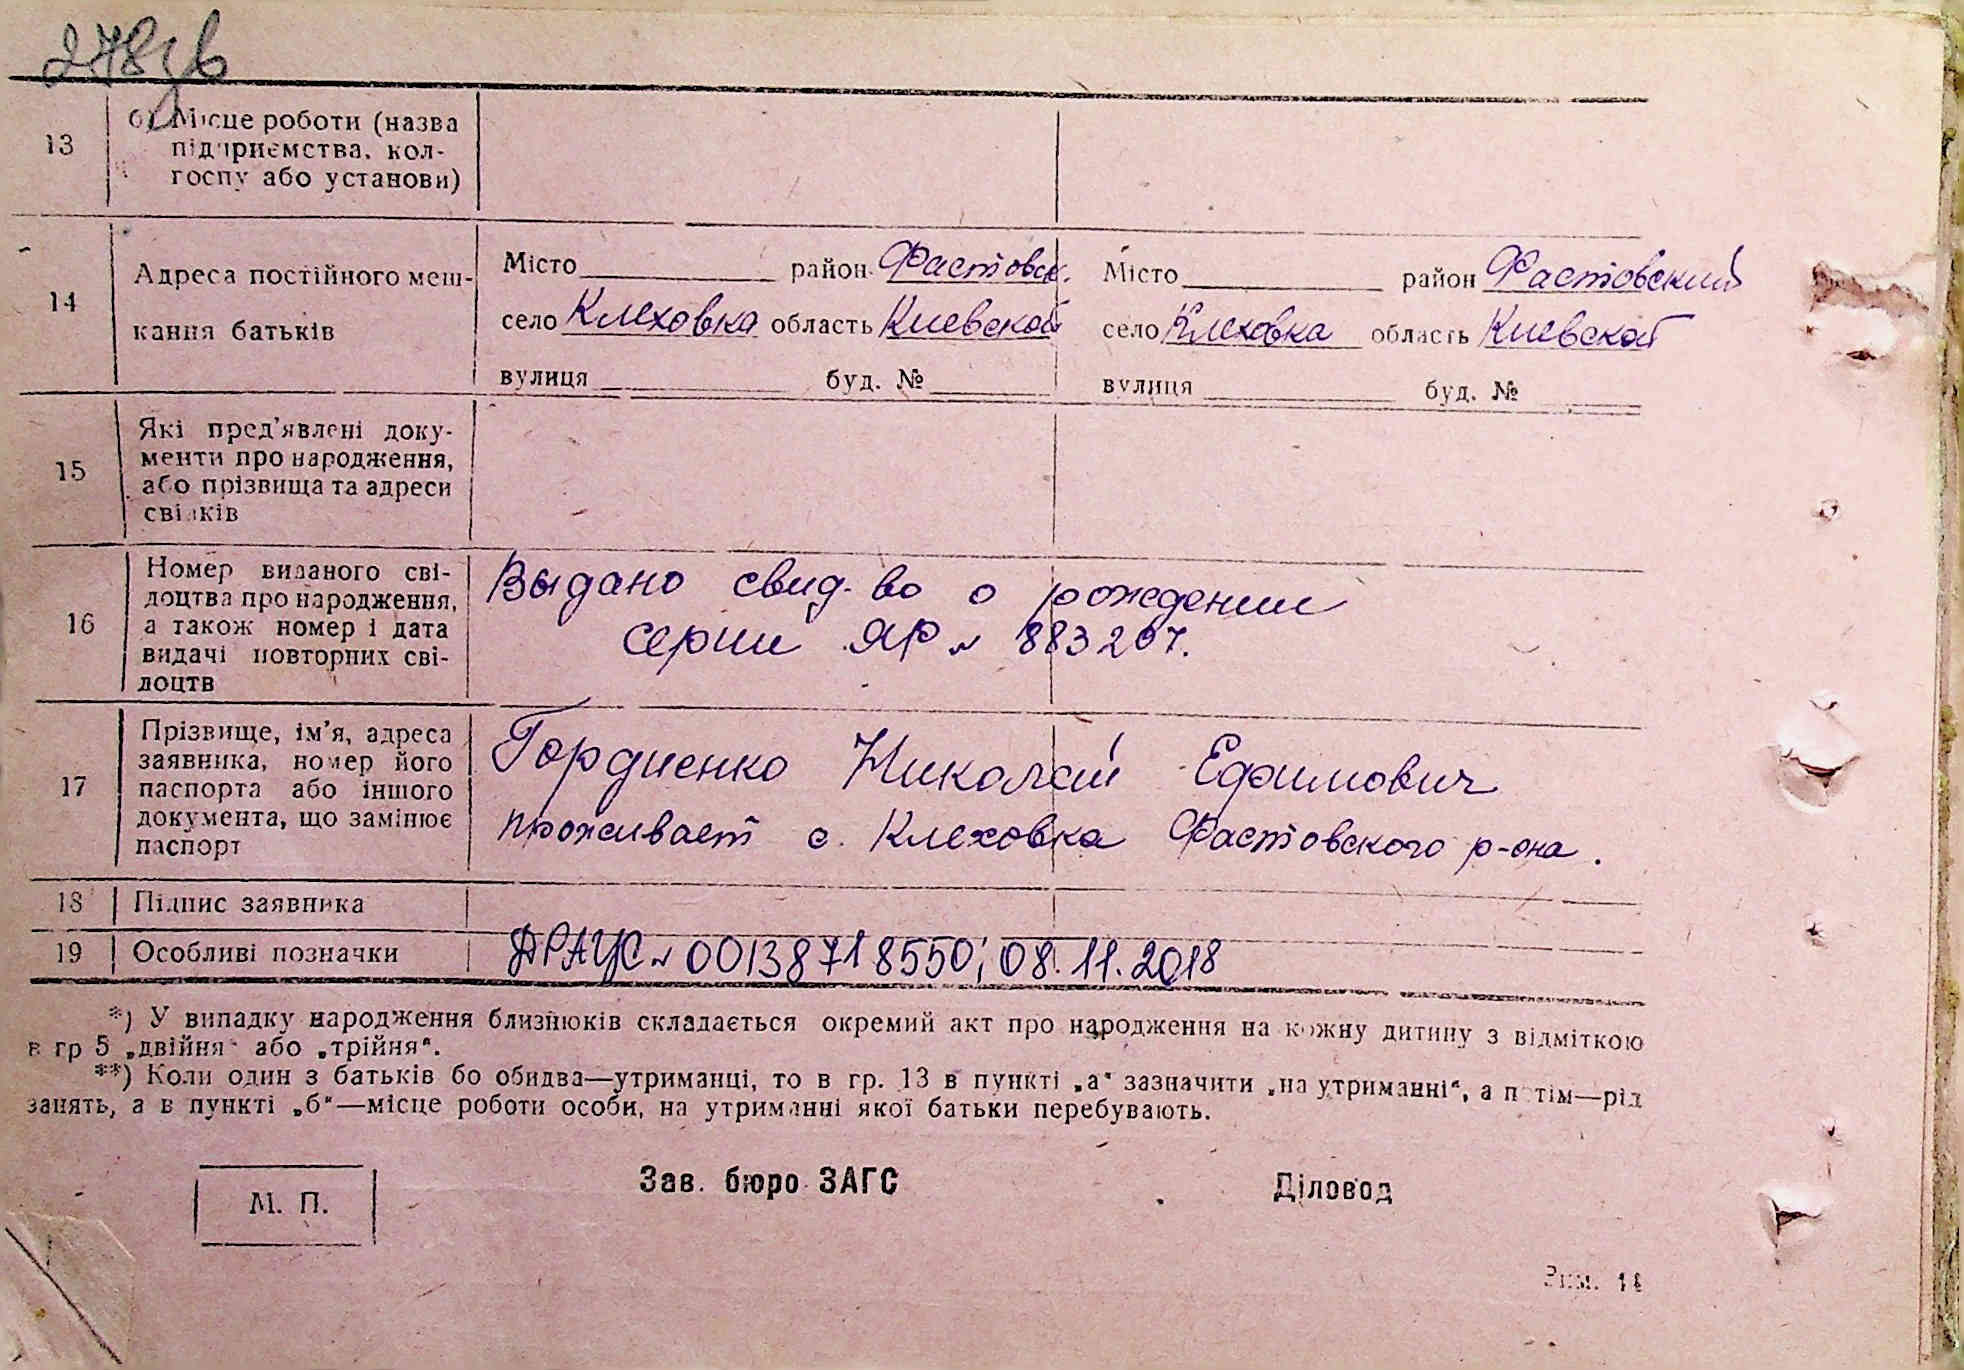 278зв
13 б) Місце роботи (назва
підприємства, кол-
госпу або установи)
14 Адреса постійного меш-
кання батьків
Місто район Фастовск.
село Клеховка область Киевской
вулиця буд. №
Місто район Фастовский
село Клеховка область Киевской
вулиця буд. №
15 Які пред'явлені доку-
менти про народження,
або прізвища та адреси
свідків
16 Номер виданого сві-
доцтва про народження,
а також номер і дата
видачі повторних сві-
доцтв
Выдано свид-во о рождении
серии ЯР № 883207.
17 Прізвище, ім'я, адреса
заявника, номер його
паспорта або іншого
документа, що замінює
паспорт
Гордиенко Николай Ефимович
проживает с. Клеховка Фастовского р-она.
18 Підпис заявника
19 Особливі позначки
ДРАЦС № 00138718550; 08.11.2018
*) У випадку народження близнюків складається окремий акт про народження на кожну дитину з відміткою
в гр 5 „двійня“ або „трійня“.
**) Коли один з батьків бо обидва—утриманці, то в гр. 13 в пункті „а“ зазначити „на утриманні“, а потім—рід
занять, а в пункті „б“—місце роботи особи, на утриманні якої батьки перебувають.
М. П.
Зав. бюро ЗАГС
Діловод